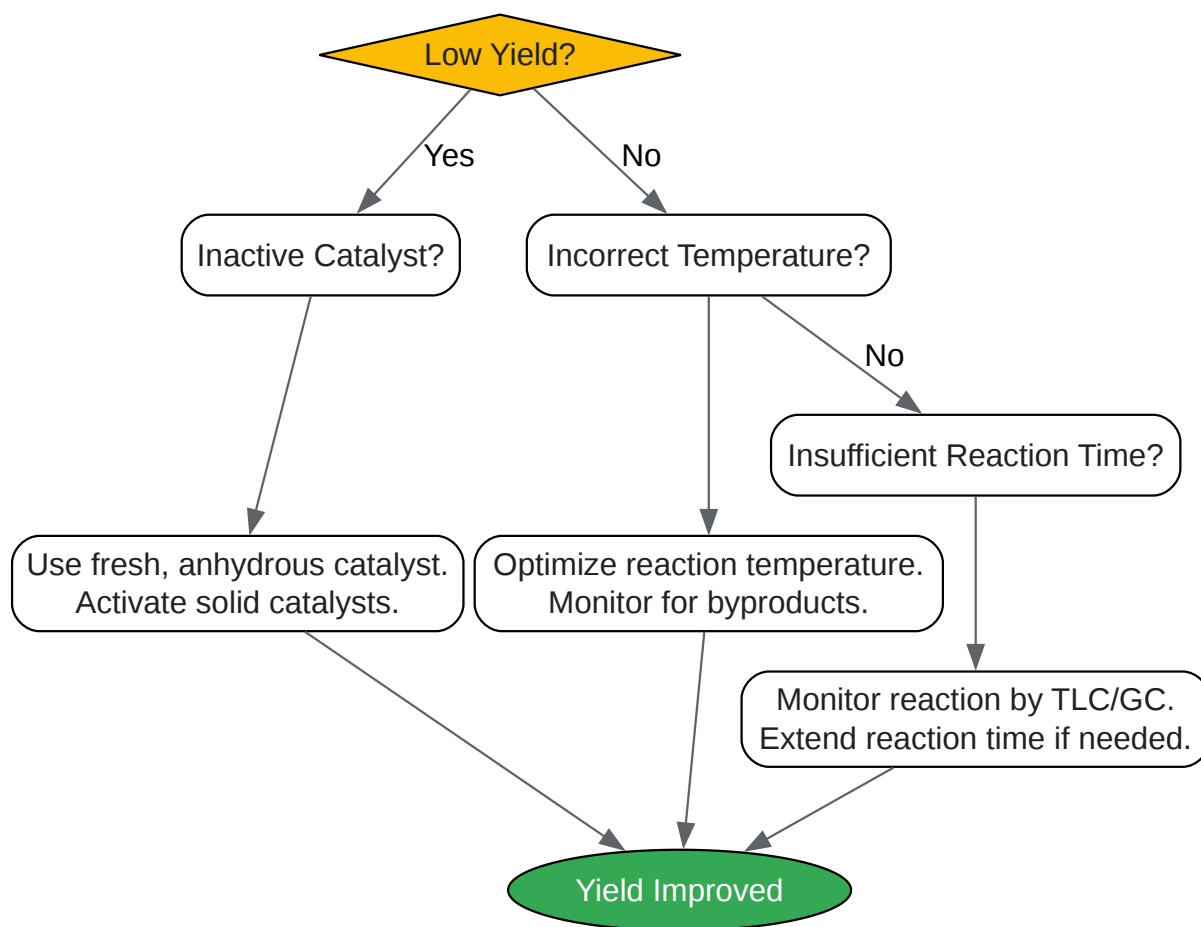 Low Yield?
Yes
No
Inactive Catalyst?
Incorrect Temperature?
No
Insufficient Reaction Time?
Use fresh, anhydrous catalyst.
Activate solid catalysts.
Optimize reaction temperature.
Monitor for byproducts.
Monitor reaction by TLC/GC.
Extend reaction time if needed.
Yield Improved